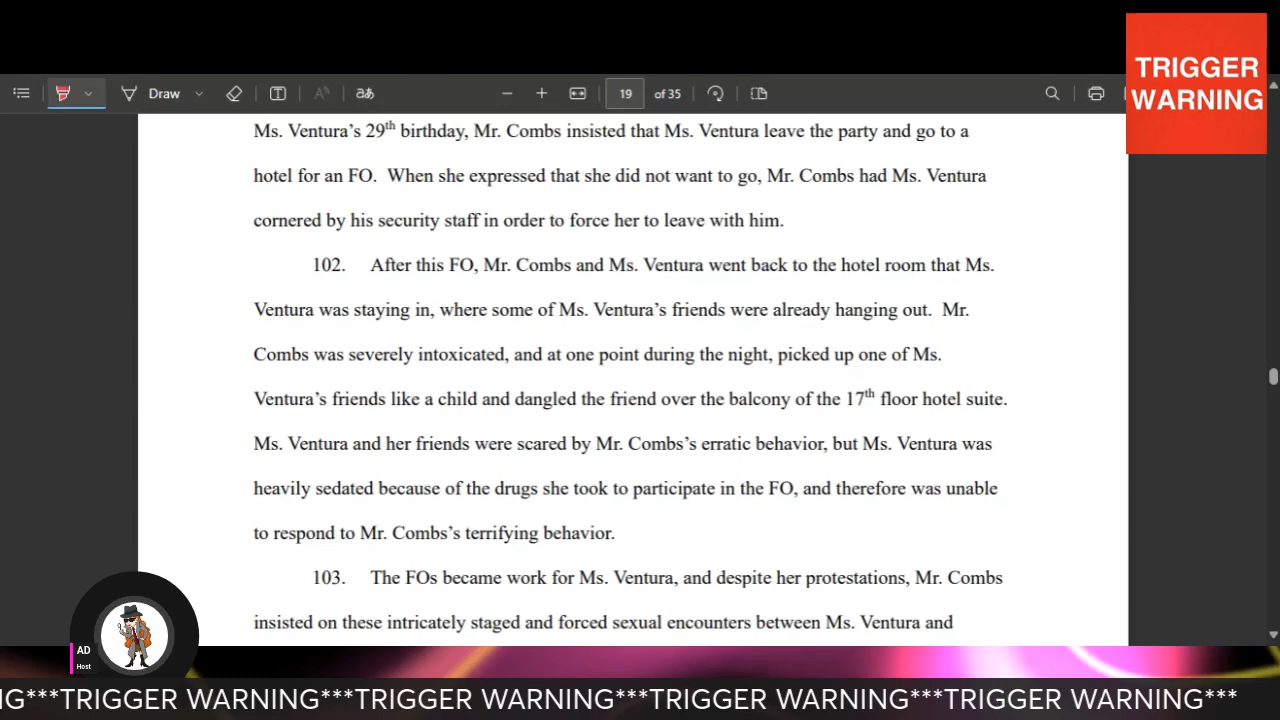 TRIGGER
WARNING
Draw
19 of 35
Ms. Ventura’s 29th birthday, Mr. Combs insisted that Ms. Ventura leave the party and go to a
hotel for an FO. When she expressed that she did not want to go, Mr. Combs had Ms. Ventura
cornered by his security staff in order to force her to leave with him.
102. After this FO, Mr. Combs and Ms. Ventura went back to the hotel room that Ms.
Ventura was staying in, where some of Ms. Ventura’s friends were already hanging out. Mr.
Combs was severely intoxicated, and at one point during the night, picked up one of Ms.
Ventura’s friends like a child and dangled the friend over the balcony of the 17th floor hotel suite.
Ms. Ventura and her friends were scared by Mr. Combs’s erratic behavior, but Ms. Ventura was
heavily sedated because of the drugs she took to participate in the FO, and therefore was unable
to respond to Mr. Combs’s terrifying behavior.
103. The FOs became work for Ms. Ventura, and despite her protestations, Mr. Combs
insisted on these intricately staged and forced sexual encounters between Ms. Ventura and
AD
Host
NG***TRIGGER WARNING***TRIGGER WARNING***TRIGGER WARNING***TRIGGER WARNING***